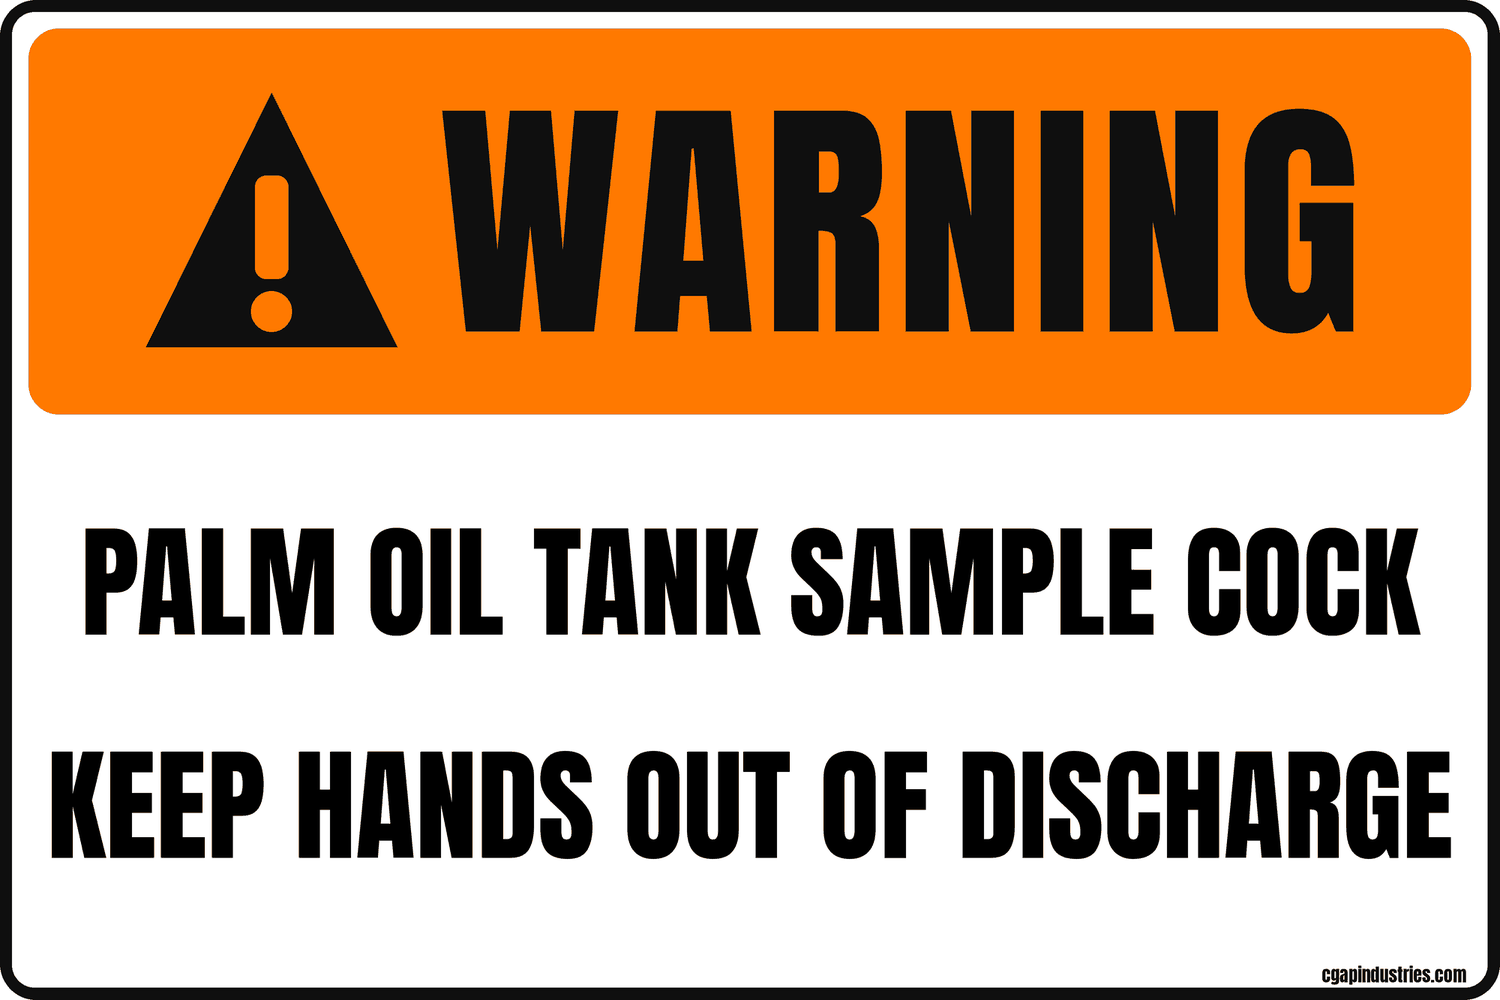 WARNING
PALM OIL TANK SAMPLE COCK
KEEP HANDS OUT OF DISCHARGE
cgapindustries.com